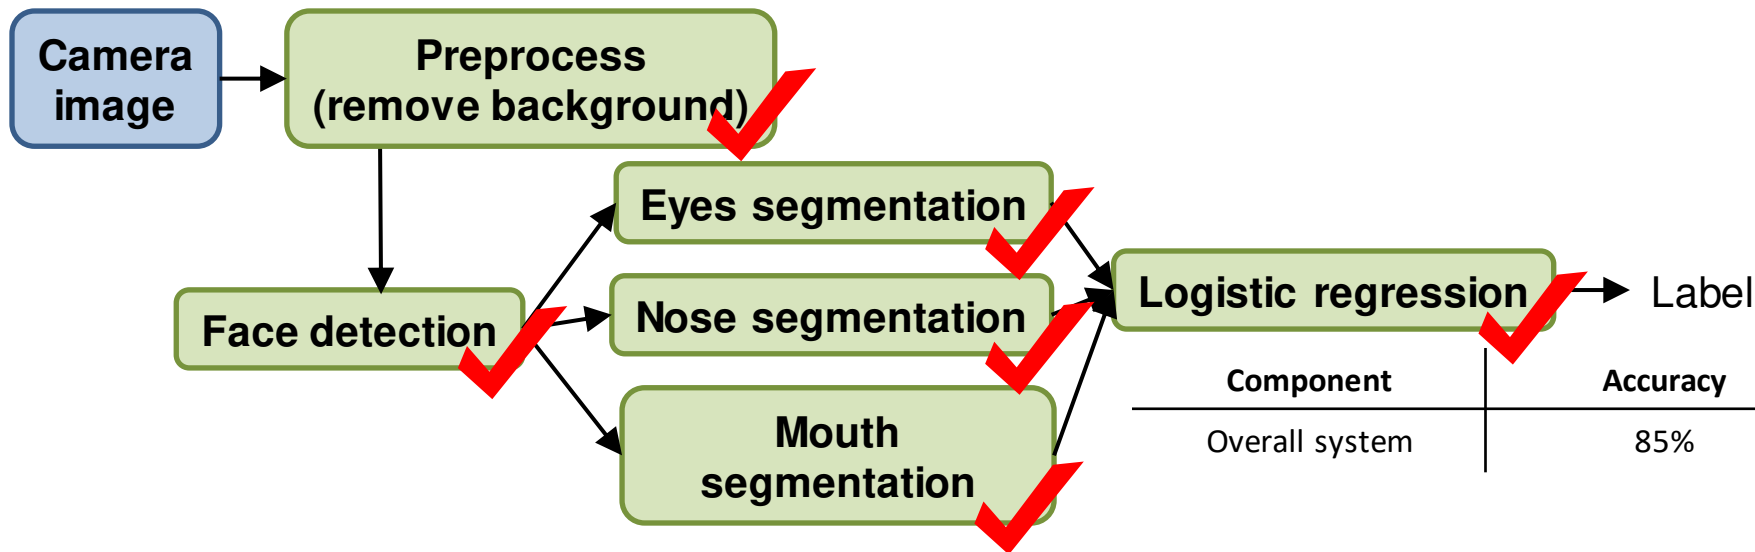 Camera
image
Preprocess
(remove background)
Eyes segmentation
Face detection
Nose segmentation
Mouth
segmentation
Logistic regression
Label
Component Accuracy
Overall system 85%